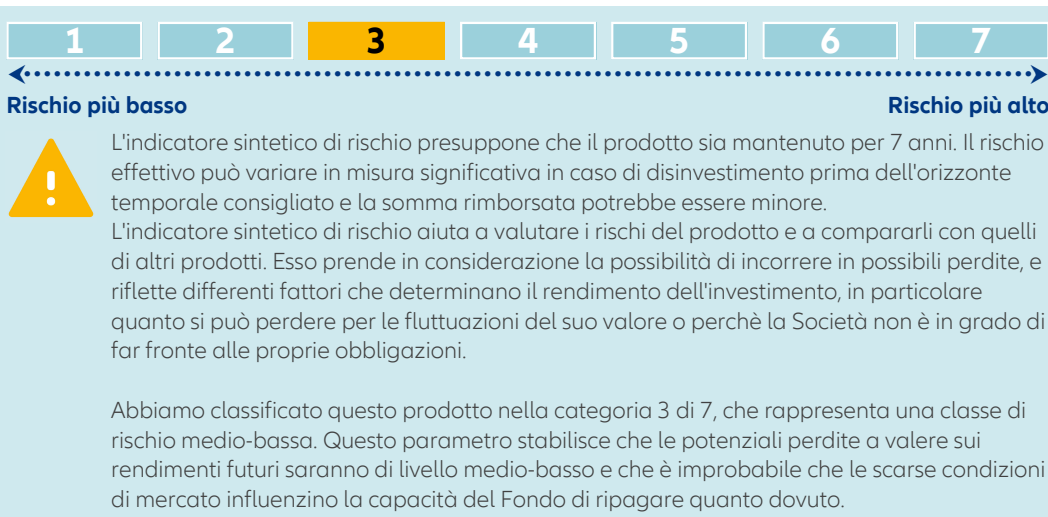 1 2 3 4 5 6 7
Rischio più basso Rischio più alto
L'indicatore sintetico di rischio presuppone che il prodotto sia mantenuto per 7 anni. Il rischio
effettivo può variare in misura significativa in caso di disinvestimento prima dell'orizzonte
temporale consigliato e la somma rimborsata potrebbe essere minore.
L'indicatore sintetico di rischio aiuta a valutare i rischi del prodotto e a compararli con quelli
di altri prodotti. Esso prende in considerazione la possibilità di incorrere in possibili perdite, e
riflette differenti fattori che determinano il rendimento dell'investimento, in particolare
quanto si può perdere per le fluttuazioni del suo valore o perchè la Società non è in grado di
far fronte alle proprie obbligazioni.
Abbiamo classificato questo prodotto nella categoria 3 di 7, che rappresenta una classe di
rischio medio-bassa. Questo parametro stabilisce che le potenziali perdite a valere sui
rendimenti futuri saranno di livello medio-basso e che è improbabile che le scarse condizioni
di mercato influenzino la capacità del Fondo di ripagare quanto dovuto.